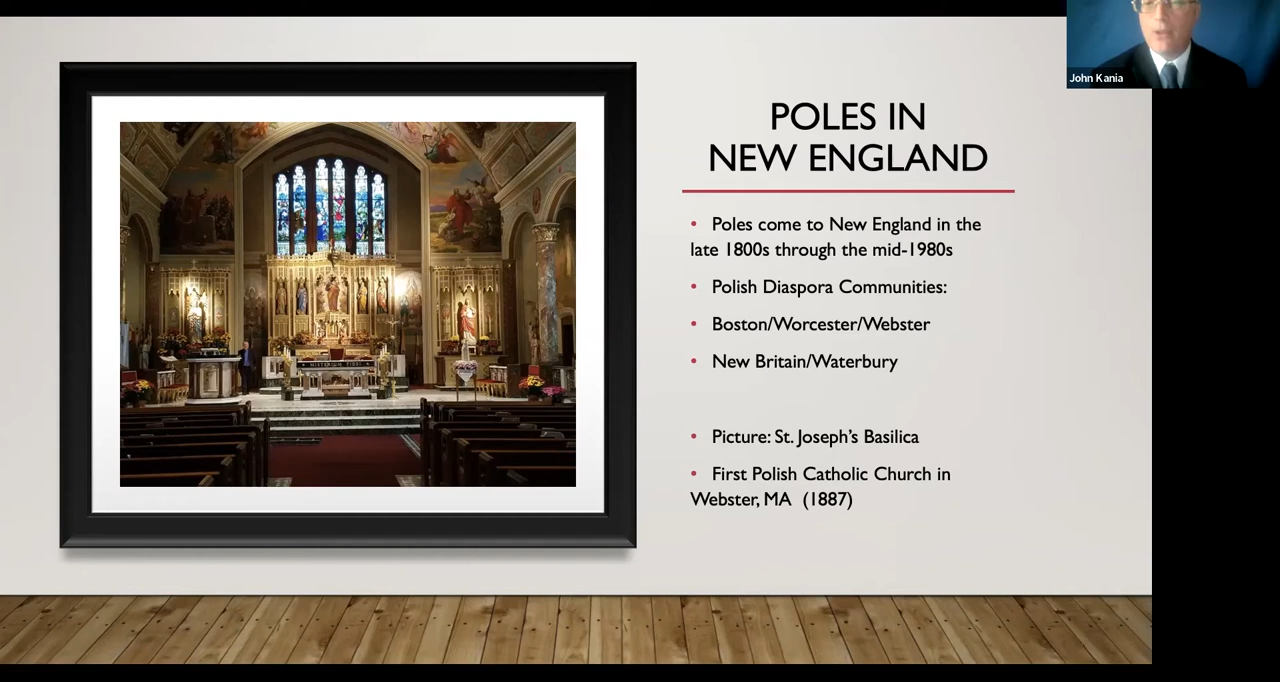 POLES IN
NEW ENGLAND
• Poles come to New England in the
late 1800s through the mid-1980s
• Polish Diaspora Communities:
• Boston/Worcester/Webster
• New Britain/Waterbury
• Picture: St. Joseph’s Basilica
• First Polish Catholic Church in
Webster, MA (1887)
John Kania
MYSTERIUM FIDEI